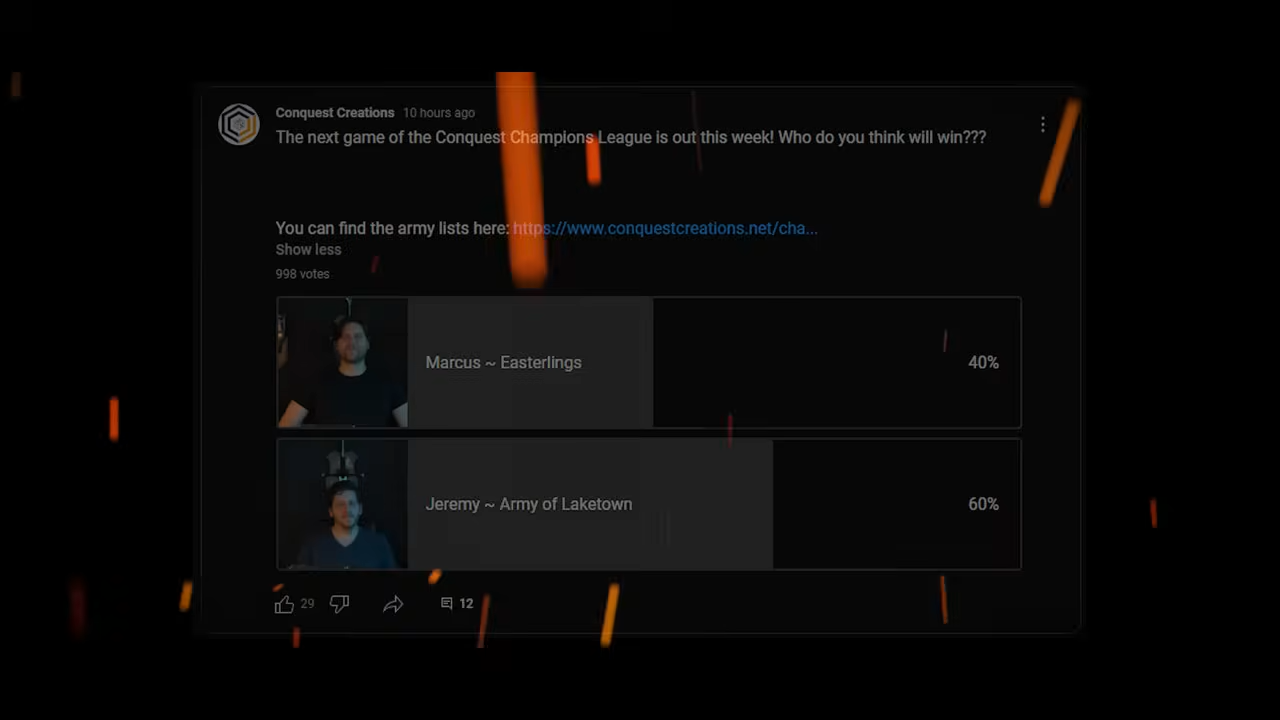 Conquest Creations 10 hours ago
The next game of the Conquest Champions League is out this week! Who do you think will win???
You can find the army lists here: https://www.conquestcreations.net/cha...
Show less
998 votes
Marcus ~ Easterlings 40%
Jeremy ~ Army of Laketown 60%
29 12